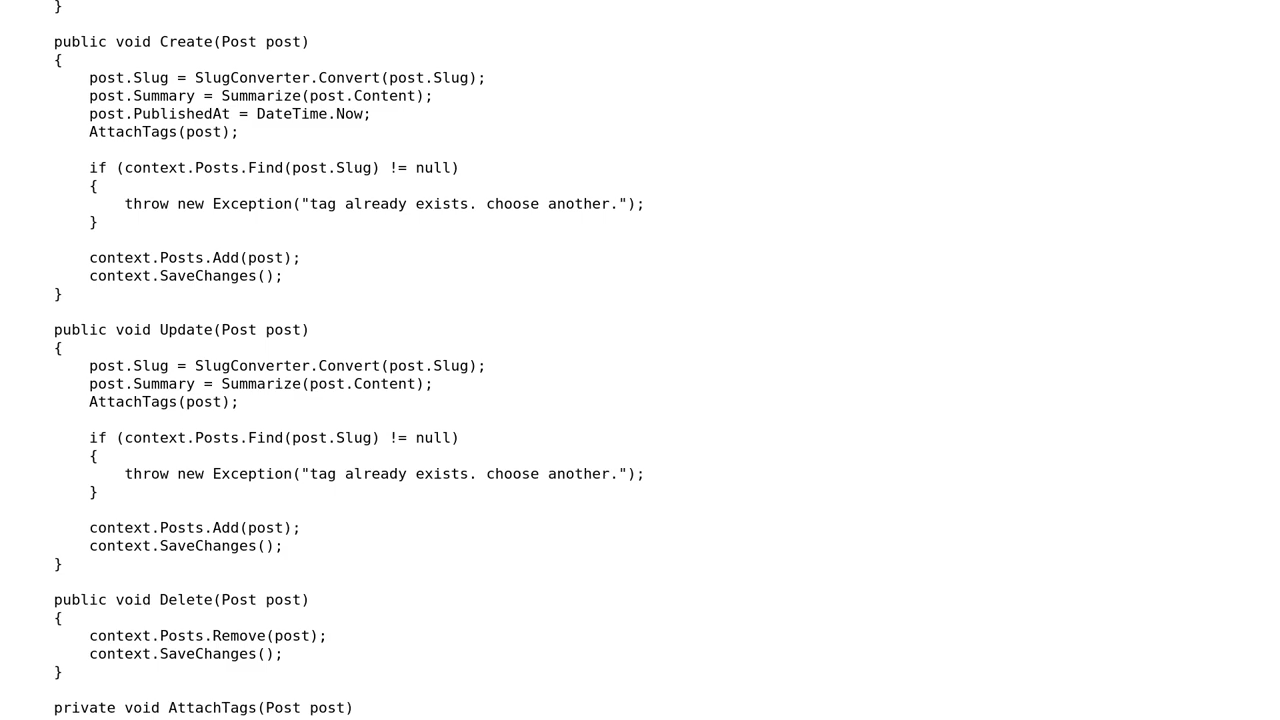 }
public void Create(Post post)
{
post.Slug = SlugConverter.Convert(post.Slug);
post.Summary = Summarize(post.Content);
post.PublishedAt = DateTime.Now;
AttachTags(post);
if (context.Posts.Find(post.Slug) != null)
{
throw new Exception("tag already exists. choose another.");
}
context.Posts.Add(post);
context.SaveChanges();
}
public void Update(Post post)
{
post.Slug = SlugConverter.Convert(post.Slug);
post.Summary = Summarize(post.Content);
AttachTags(post);
if (context.Posts.Find(post.Slug) != null)
{
throw new Exception("tag already exists. choose another.");
}
context.Posts.Add(post);
context.SaveChanges();
}
public void Delete(Post post)
{
context.Posts.Remove(post);
context.SaveChanges();
}
private void AttachTags(Post post)